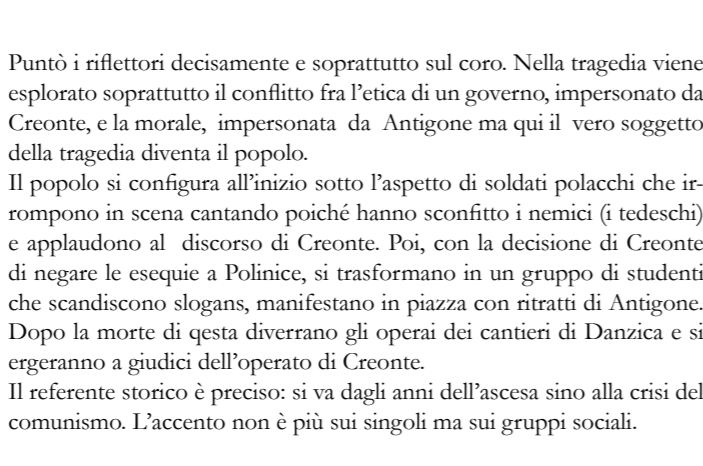 Puntò i riflettori decisamente e soprattutto sul coro. Nella tragedia viene
esplorato soprattutto il conflitto fra l’etica di un governo, impersonato da
Creonte, e la morale, impersonata da Antigone ma qui il vero soggetto
della tragedia diventa il popolo.
Il popolo si configura all’inizio sotto l’aspetto di soldati polacchi che ir-
rompono in scena cantando poiché hanno sconfitto i nemici (i tedeschi)
e applaudono al discorso di Creonte. Poi, con la decisione di Creonte
di negare le esequie a Polinice, si trasformano in un gruppo di studenti
che scandiscono slogans, manifestano in piazza con ritratti di Antigone.
Dopo la morte di qesta diverrano gli operai dei cantieri di Danzica e si
ergeranno a giudici dell’operato di Creonte.
Il referente storico è preciso: si va dagli anni dell’ascesa sino alla crisi del
comunismo. L’accento non è più sui singoli ma sui gruppi sociali.